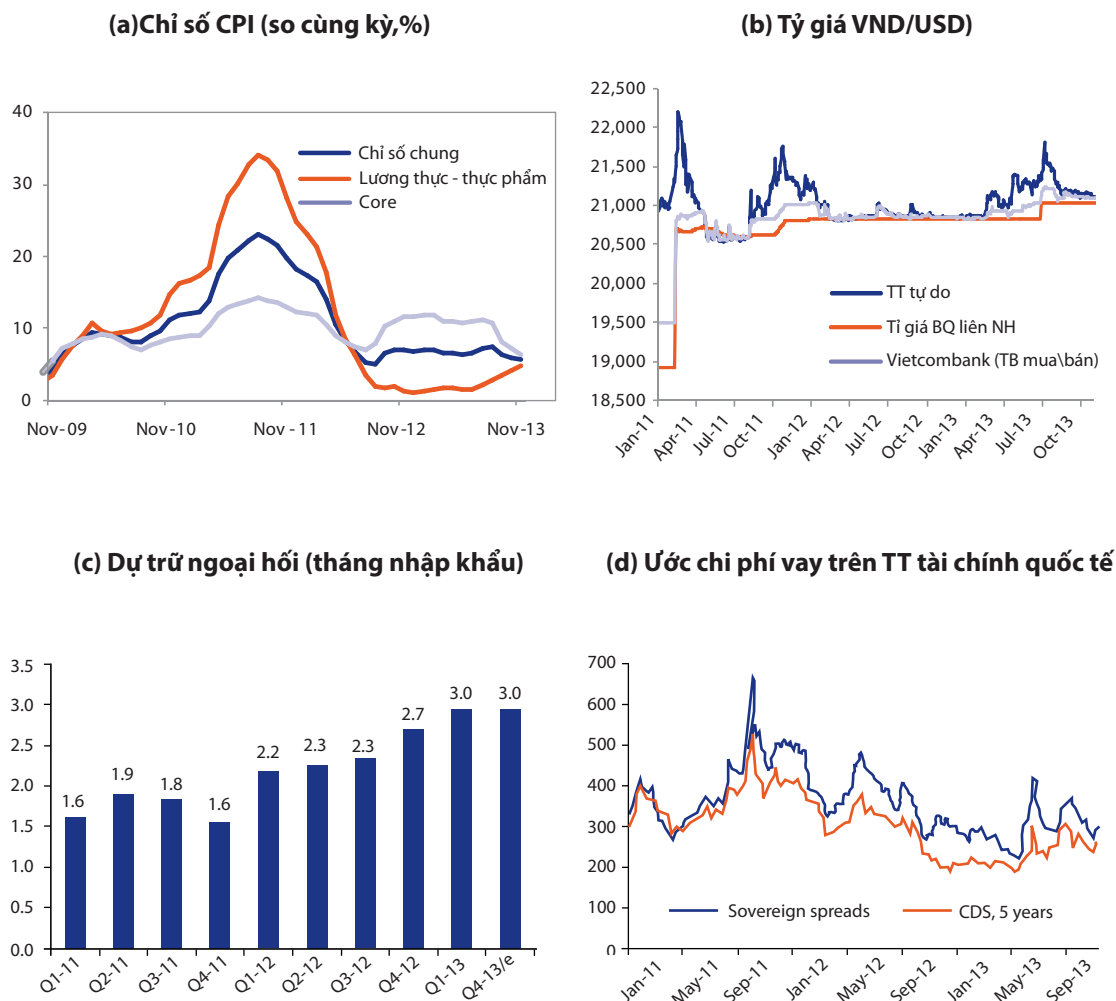 (a)Chỉ số CPI (so cùng kỳ,%)
40
30
20
10
0
Chỉ số chung
Lương thực - thực phẩm
Core
Nov-09 Nov-10 Nov-11 Nov-12 Nov-13
(b) Tỷ giá VND/USD)
22,500
22,000
21,500
21,000
20,500
20,000
19,500
19,000
18,500
TT tự do
Tỉ giá BQ liên NH
Vietcombank (TB mua\bán)
Jan-11 Apr-11 Jul-11 Oct-11 Jan-12 Apr-12 Jul-12 Oct-12 Jan-13 Apr-13 Jul-13 Oct-13
(c) Dự trữ ngoại hối (tháng nhập khẩu)
3.5
3.0
2.5
2.0
1.5
1.0
0.0
1.6 1.9 1.8 1.6 2.2 2.3 2.3 2.7 3.0 3.0
Q1-11 Q2-11 Q3-11 Q4-11 Q1-12 Q2-12 Q3-12 Q4-12 Q1-13 Q4-13/e
(d) Ước chi phí vay trên TT tài chính quốc tế
700
600
500
400
300
200
100
0
Sovereign spreads
CDS, 5 years
Jan-11 May-11 Sep-11 Jan-12 May-12 Sep-12 Jan-13 May-13 Sep-13